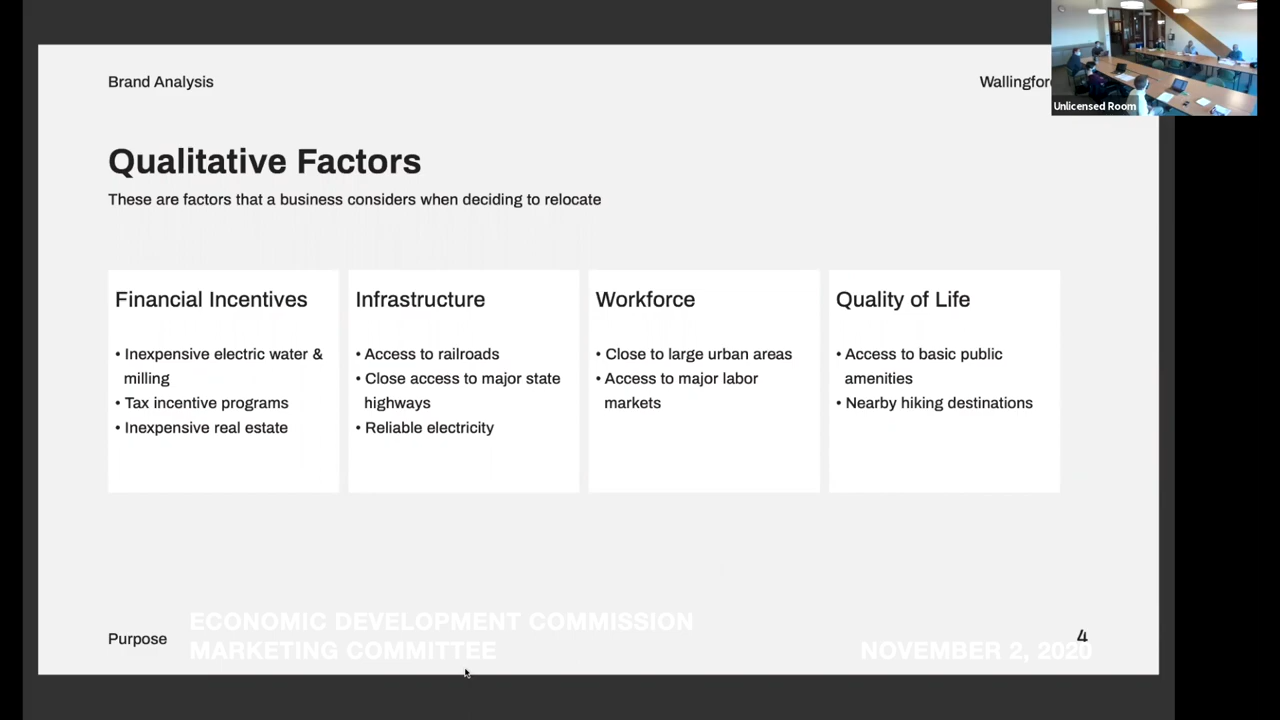 Brand Analysis
Unlicensed Room
Qualitative Factors
These are factors that a business considers when deciding to relocate
Financial Incentives
• Inexpensive electric water &
milling
• Tax incentive programs
• Inexpensive real estate
Infrastructure
• Access to railroads
• Close access to major state
highways
• Reliable electricity
Workforce
• Close to large urban areas
• Access to major labor
markets
Quality of Life
• Access to basic public
amenities
• Nearby hiking destinations
Purpose
ECONOMIC DEVELOPMENT COMMISSION
MARKETING COMMITTEE
4
NOVEMBER 2, 2020